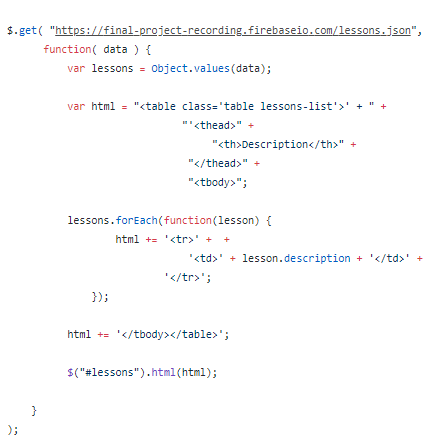 $.get( "https://final-project-recording.firebaseio.com/lessons.json",
function( data ) {
var lessons = Object.values(data);
var html = "<table class='table lessons-list'>' + " +
"'<thead>" +
"<th>Description</th>" +
"</thead>" +
"<tbody>";
lessons.forEach(function(lesson) {
html += '<tr>' + +
'<td>' + lesson.description + '</td>' +
'</tr>';
});
html += '</tbody></table>';
$("#lessons").html(html);
}
);